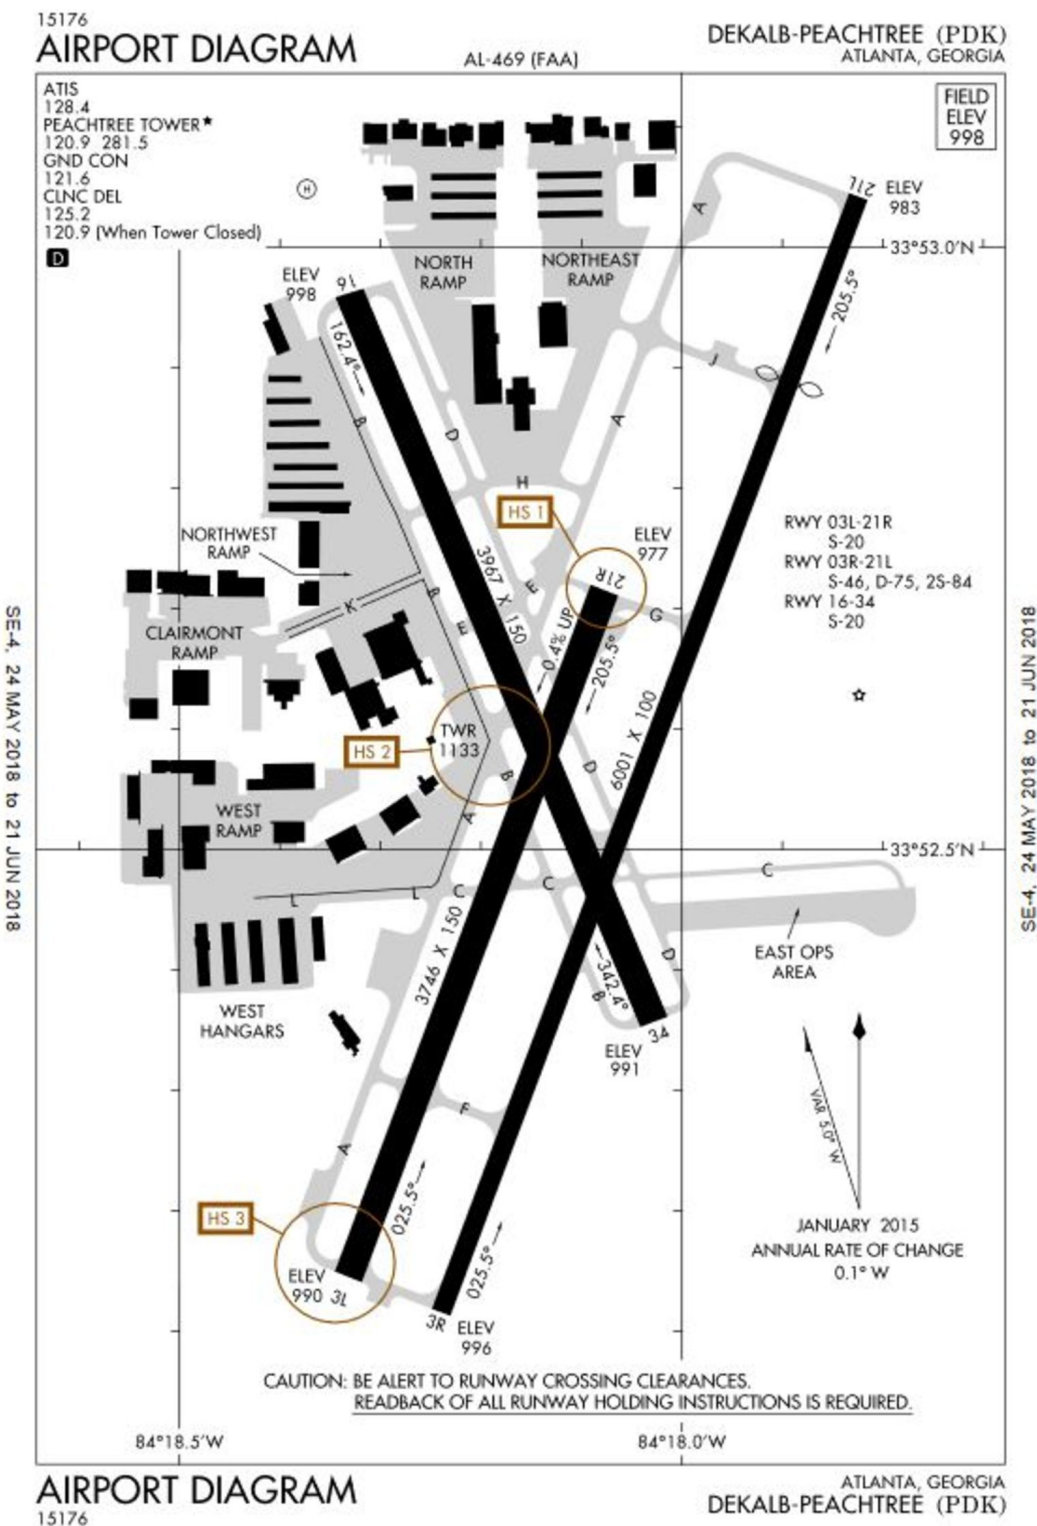 15176
AIRPORT DIAGRAM
AL-469 (FAA)
DEKALB-PEACHTREE (PDK)
ATLANTA, GEORGIA
ATIS
128.4
PEACHTREE TOWER★
120.9 281.5
GND CON
121.6
CLNC DEL
125.2
120.9 (When Tower Closed)
D
H
FIELD
ELEV
998
21L
ELEV
983
A
33°53.0'N
NORTH
RAMP
NORTHEAST
RAMP
ELEV
998
16
162.4°
205.5°
J
A
B
D
H
HS 1
ELEV
977
RWY 03L-21R
S-20
RWY 03R-21L
S-46, D-75, 2S-84
RWY 16-34
S-20
NORTHWEST
RAMP
3967 X 150
21R
E
K
B
E
G
0.4% UP
205.5°
CLAIRMONT
RAMP
6001 X 100
TWR
1133
HS 2
B
D
WEST
RAMP
A
33°52.5'N
L
L
C
C
C
3746 X 150
EAST OPS
AREA
D
342.4°
B
WEST
HANGARS
34
ELEV
991
F
A
VAR 5.0° W
025.5°
025.5°
HS 3
JANUARY 2015
ANNUAL RATE OF CHANGE
0.1° W
ELEV
990
3L
3R
ELEV
996
CAUTION: BE ALERT TO RUNWAY CROSSING CLEARANCES.
READBACK OF ALL RUNWAY HOLDING INSTRUCTIONS IS REQUIRED.
84°18.5'W
84°18.0'W
SE-4, 24 MAY 2018 to 21 JUN 2018
SE-4, 24 MAY 2018 to 21 JUN 2018
AIRPORT DIAGRAM
15176
ATLANTA, GEORGIA
DEKALB-PEACHTREE (PDK)